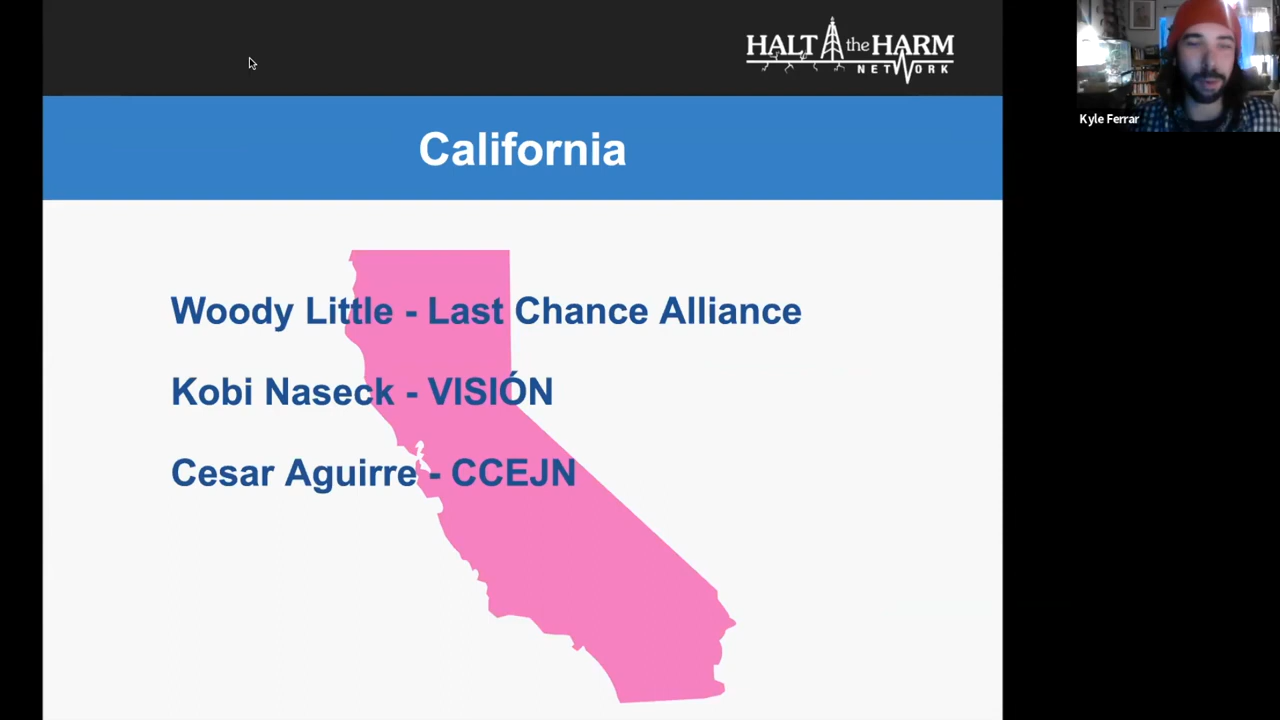 HALT the HARM
NETWORK
Kyle Ferrar
California
Woody Little - Last Chance Alliance
Kobi Naseck - VISIÓN
Cesar Aguirre - CCEJN